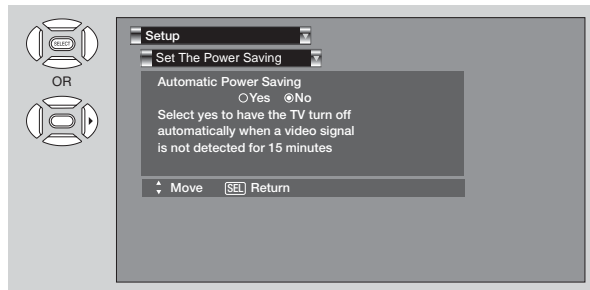 SELECT
OR
Setup
Set The Power Saving
Automatic Power Saving
Yes No
Select yes to have the TV turn off
automatically when a video signal
is not detected for 15 minutes
Move SEL Return